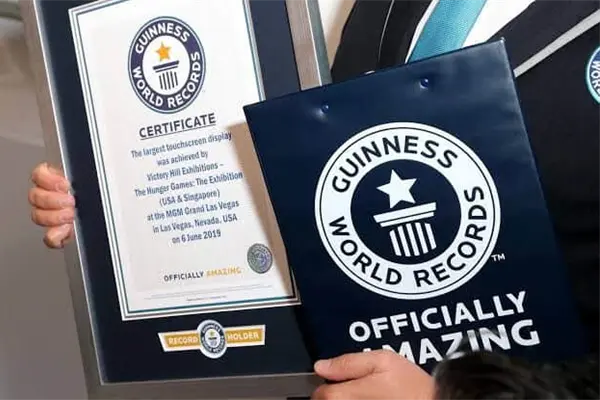 GUINNESS
WORLD RECORDS
CERTIFICATE
The largest touchscreen display
was achieved by
Victory Hill Exhibitions –
The Hunger Games: The Exhibition
(USA & Singapore)
at the MGM Grand Las Vegas
in Las Vegas, Nevada, USA
on 6 June 2019
OFFICIALLY AMAZING
RECORD HOLDER
GUINNESS
WORLD RECORDS
TM
OFFICIALLY
AMAZING